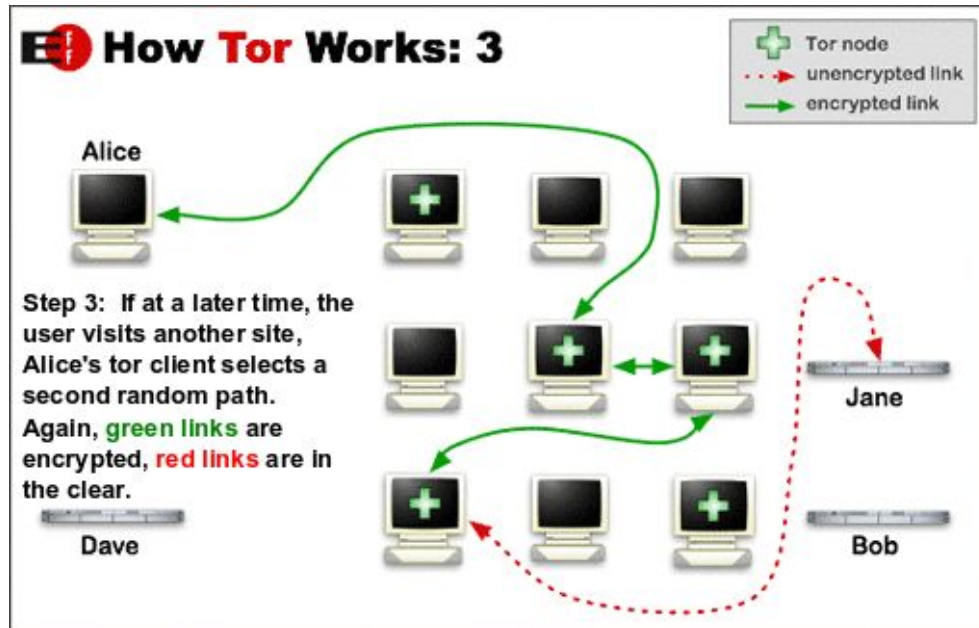 EFF How Tor Works: 3
Tor node
unencrypted link
encrypted link
Alice
Step 3: If at a later time, the
user visits another site,
Alice's tor client selects a
second random path.
Again, green links are
encrypted, red links are in
the clear.
Jane
Dave
Bob